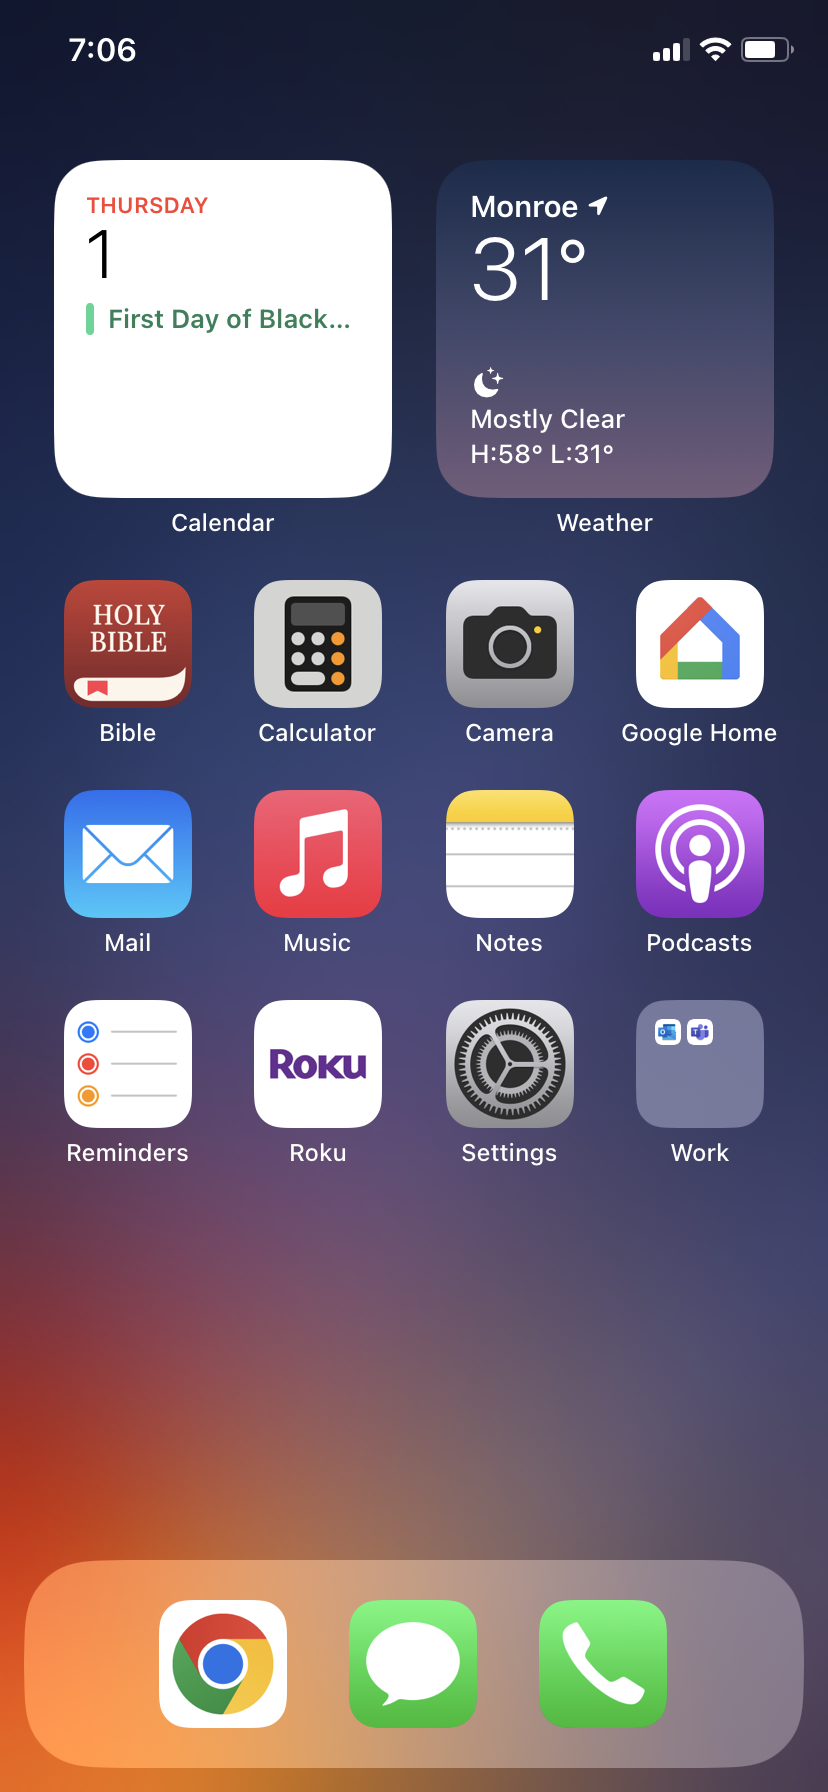 7:06
THURSDAY
1
First Day of Black...
Calendar
Monroe
31°
Mostly Clear
H:58° L:31°
Weather
HOLY
BIBLE
Bible
Calculator
Camera
Google Home
Mail
Music
Notes
Podcasts
Reminders
Roku
Roku
Settings
Work